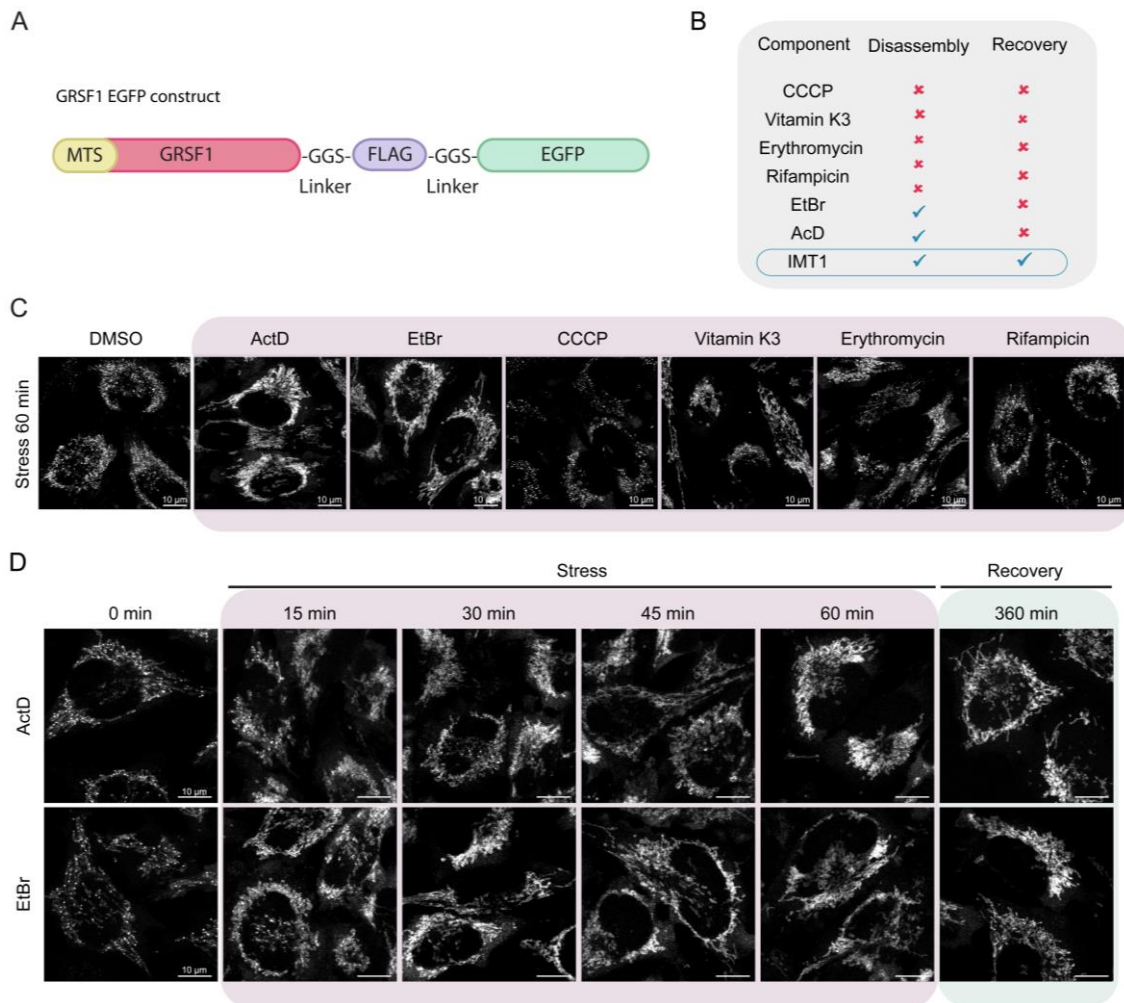 A
GRSF1 EGFP construct
MTS GRSF1 -GGS- FLAG -GGS- EGFP
Linker Linker
B
Component Disassembly Recovery
CCCP ✘ ✘
Vitamin K3 ✘ ✘
Erythromycin ✘ ✘
Rifampicin ✘ ✘
✘
EtBr ✓ ✘
AcD ✓ ✘
IMT1 ✓ ✓
C
DMSO ActD EtBr CCCP Vitamin K3 Erythromycin Rifampicin
Stress 60 min
10 µm 10 µm 10 µm 10 µm 10 µm 10 µm 10 µm
D
Stress Recovery
0 min 15 min 30 min 45 min 60 min 360 min
ActD
10 µm
EtBr
10 µm